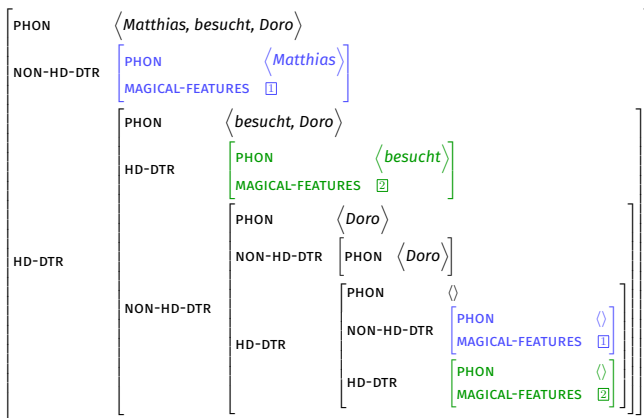 PHON ⟨Matthias, besucht, Doro⟩
NON-HD-DTR PHON ⟨Matthias⟩
MAGICAL-FEATURES 1
PHON ⟨besucht, Doro⟩
HD-DTR PHON ⟨besucht⟩
MAGICAL-FEATURES 2
PHON ⟨Doro⟩
NON-HD-DTR [PHON ⟨Doro⟩]
HD-DTR
PHON ⟨⟩
NON-HD-DTR
NON-HD-DTR PHON ⟨⟩
MAGICAL-FEATURES 1
HD-DTR
HD-DTR PHON ⟨⟩
MAGICAL-FEATURES 2